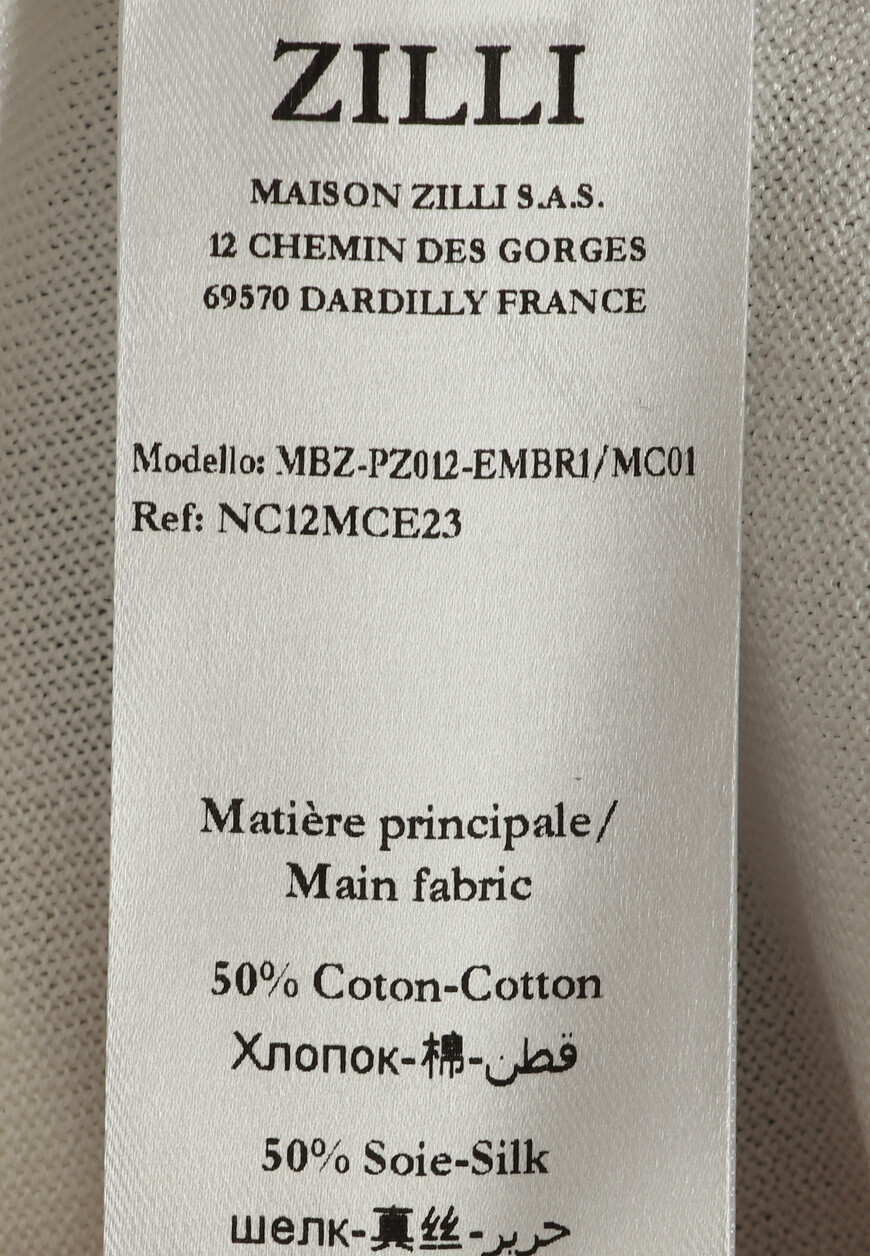 ZILLI
MAISON ZILLI S.A.S.
12 CHEMIN DES GORGES
69570 DARDILLY FRANCE
Modello: MBZ-PZ012-EMBR1/MC01
Ref: NC12MCE23
Matière principale/
Main fabric
50% Coton-Cotton
Хлопок-棉-قطن
50% Soie-Silk
шелк-真丝-حرير